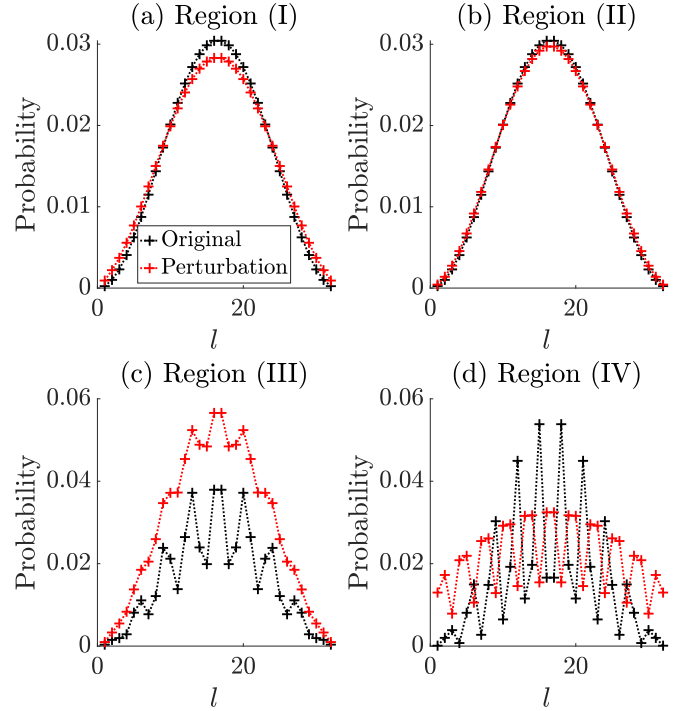 (a) Region (I)
0.03
0.02
0.01
0
Probability
Original
Perturbation
0
20
l
(b) Region (II)
0.03
0.02
0.01
0
Probability
0
20
l
(c) Region (III)
0.06
0.04
0.02
0
Probability
0
20
l
(d) Region (IV)
0.06
0.04
0.02
0
Probability
0
20
l